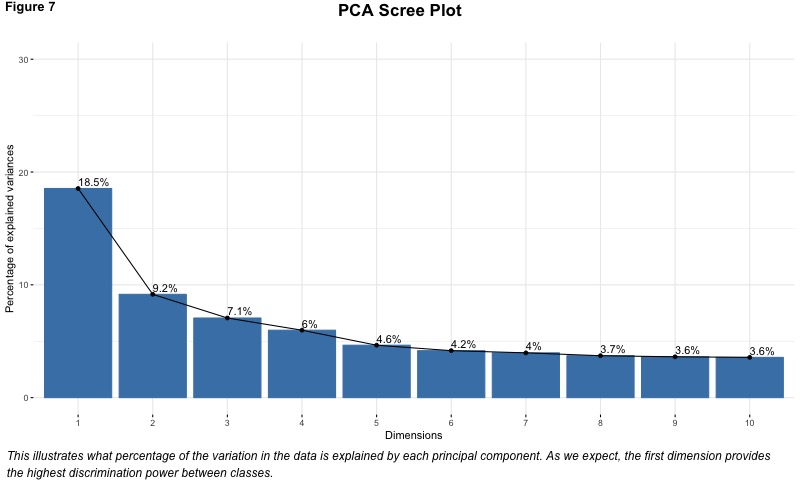 Figure 7
PCA Scree Plot
Percentage of explained variances
30
20
10
0
18.5%
9.2%
7.1%
6%
4.6%
4.2%
4%
3.7%
3.6%
3.6%
1 2 3 4 5 6 7 8 9 10
Dimensions
This illustrates what percentage of the variation in the data is explained by each principal component. As we expect, the first dimension provides
the highest discrimination power between classes.